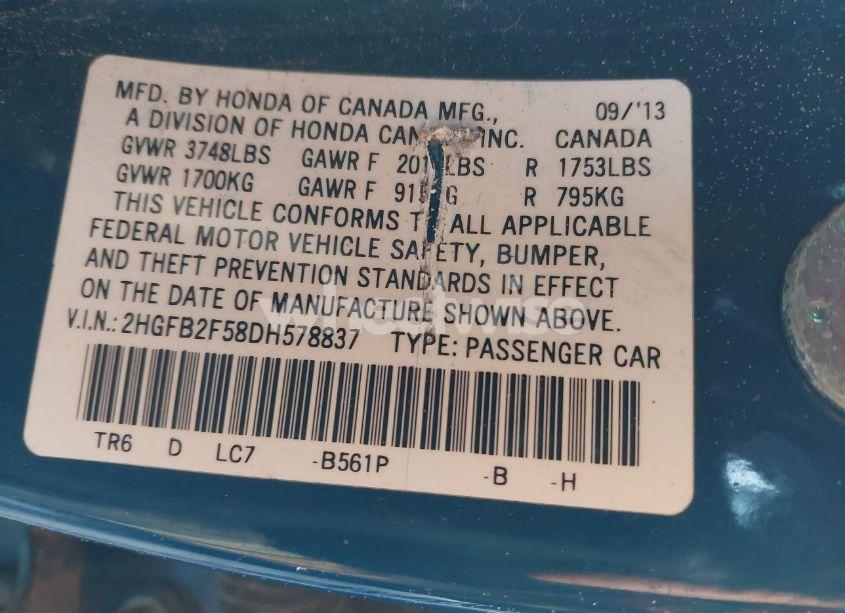 MFD. BY HONDA OF CANADA MFG., 09/'13
A DIVISION OF HONDA INC. CANADA
GVWR 3748LBS GAWR F R 1753LBS
GVWR 1700KG GAWR F R 795KG
THIS VEHICLE CONFORMS ALL APPLICABLE
FEDERAL MOTOR VEHICLE SAFETY, BUMPER,
AND THEFT PREVENTION STANDARDS IN EFFECT
ON THE DATE OF MANUFACTURE SHOWN ABOVE.
V.I.N.: 2HGFB2F58DH578837 TYPE: PASSENGER CAR
TR6 D LC7 -B561P -B -H